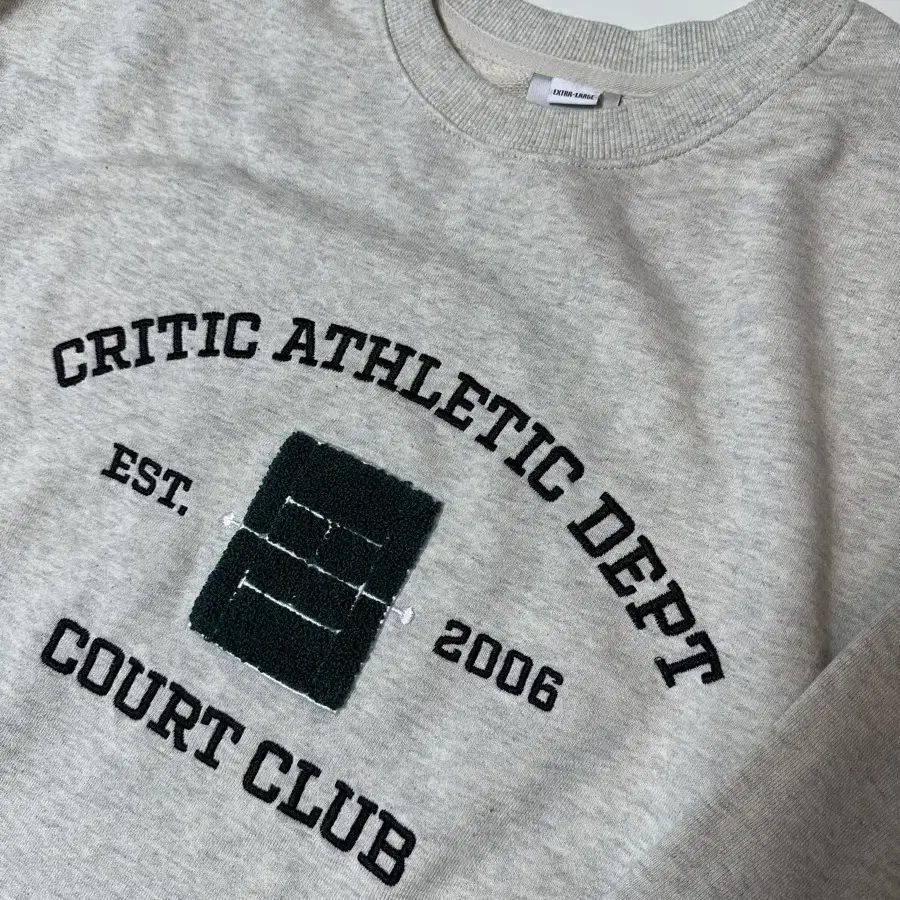 EXTRA-LARGE
CRITIC ATHLETIC DEPT
EST.
2006
COURT CLUB